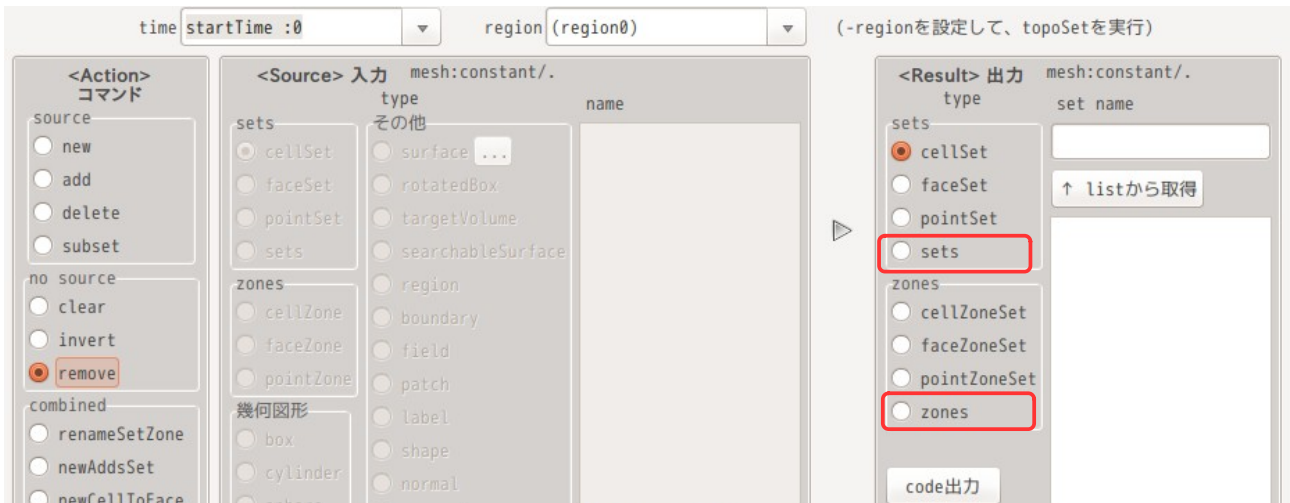 time startTime :0 region (region0) (-regionを設定して、topoSetを実行)
<Action>
コマンド
source
new
add
delete
subset
no source
clear
invert
remove
combined
renameSetZone
newAddsSet
newCellToFace
<Source> 入力 mesh:constant/.
type
name
sets
cellSet
faceSet
pointSet
sets
zones
cellZone
faceZone
pointZone
幾何図形
box
cylinder
sphere
その他
surface ...
rotatedBox
targetVolume
searchableSurface
region
boundary
field
patch
label
shape
normal
<Result> 出力 mesh:constant/.
type
set name
sets
cellSet
faceSet
pointSet
sets
zones
cellZoneSet
faceZoneSet
pointZoneSet
zones
↑ listから取得
code出力